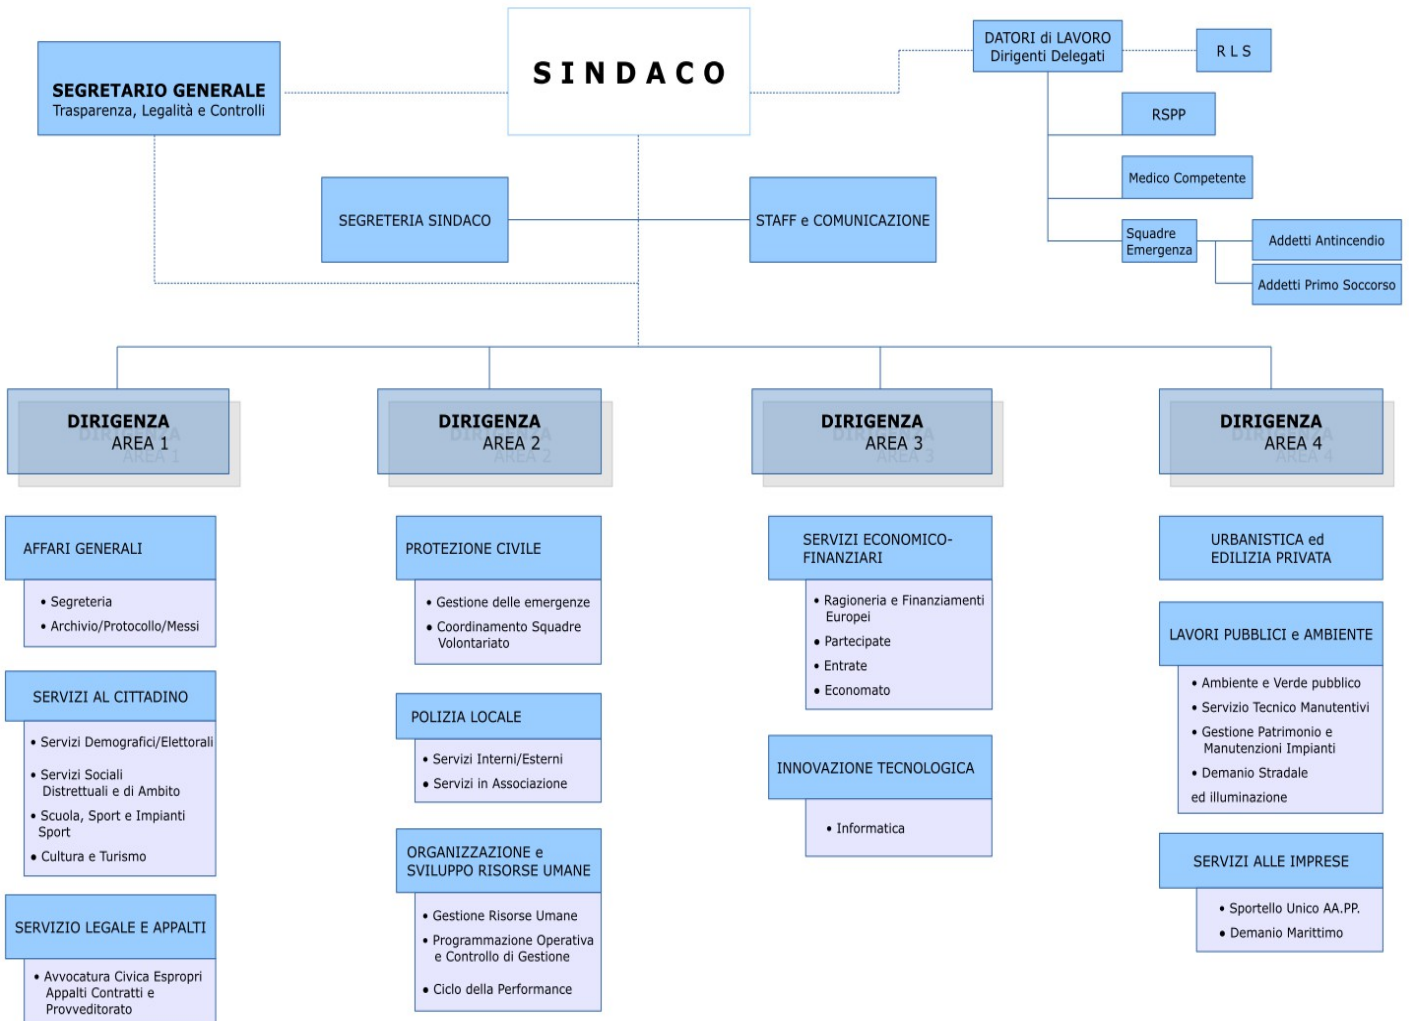 SINDACO
SEGRETARIO GENERALE
Trasparenza, Legalità e Controlli
DATORI di LAVORO
Dirigenti Delegati
R L S
RSPP
Medico Competente
Squadre
Emergenza
Addetti Antincendio
Addetti Primo Soccorso
SEGRETERIA SINDACO
STAFF e COMUNICAZIONE
DIRIGENZA
AREA 1
DIRIGENZA
AREA 2
DIRIGENZA
AREA 3
DIRIGENZA
AREA 4
AFFARI GENERALI
• Segreteria
• Archivio/Protocollo/Messi
SERVIZI AL CITTADINO
• Servizi Demografici/Elettorali
• Servizi Sociali
Distrettuali e di Ambito
• Scuola, Sport e Impianti
Sport
• Cultura e Turismo
SERVIZIO LEGALE E APPALTI
• Avvocatura Civica Espropri
Appalti Contratti e
Provveditorato
PROTEZIONE CIVILE
• Gestione delle emergenze
• Coordinamento Squadre
Volontariato
POLIZIA LOCALE
• Servizi Interni/Esterni
• Servizi in Associazione
ORGANIZZAZIONE e
SVILUPPO RISORSE UMANE
• Gestione Risorse Umane
• Programmazione Operativa
e Controllo di Gestione
• Ciclo della Performance
SERVIZI ECONOMICO-
FINANZIARI
• Ragioneria e Finanziamenti
Europei
• Partecipate
• Entrate
• Economato
INNOVAZIONE TECNOLOGICA
• Informatica
URBANISTICA ed
EDILIZIA PRIVATA
LAVORI PUBBLICI e AMBIENTE
• Ambiente e Verde pubblico
• Servizio Tecnico Manutentivi
• Gestione Patrimonio e
Manutenzioni Impianti
• Demanio Stradale
ed illuminazione
SERVIZI ALLE IMPRESE
• Sportello Unico AA.PP.
• Demanio Marittimo